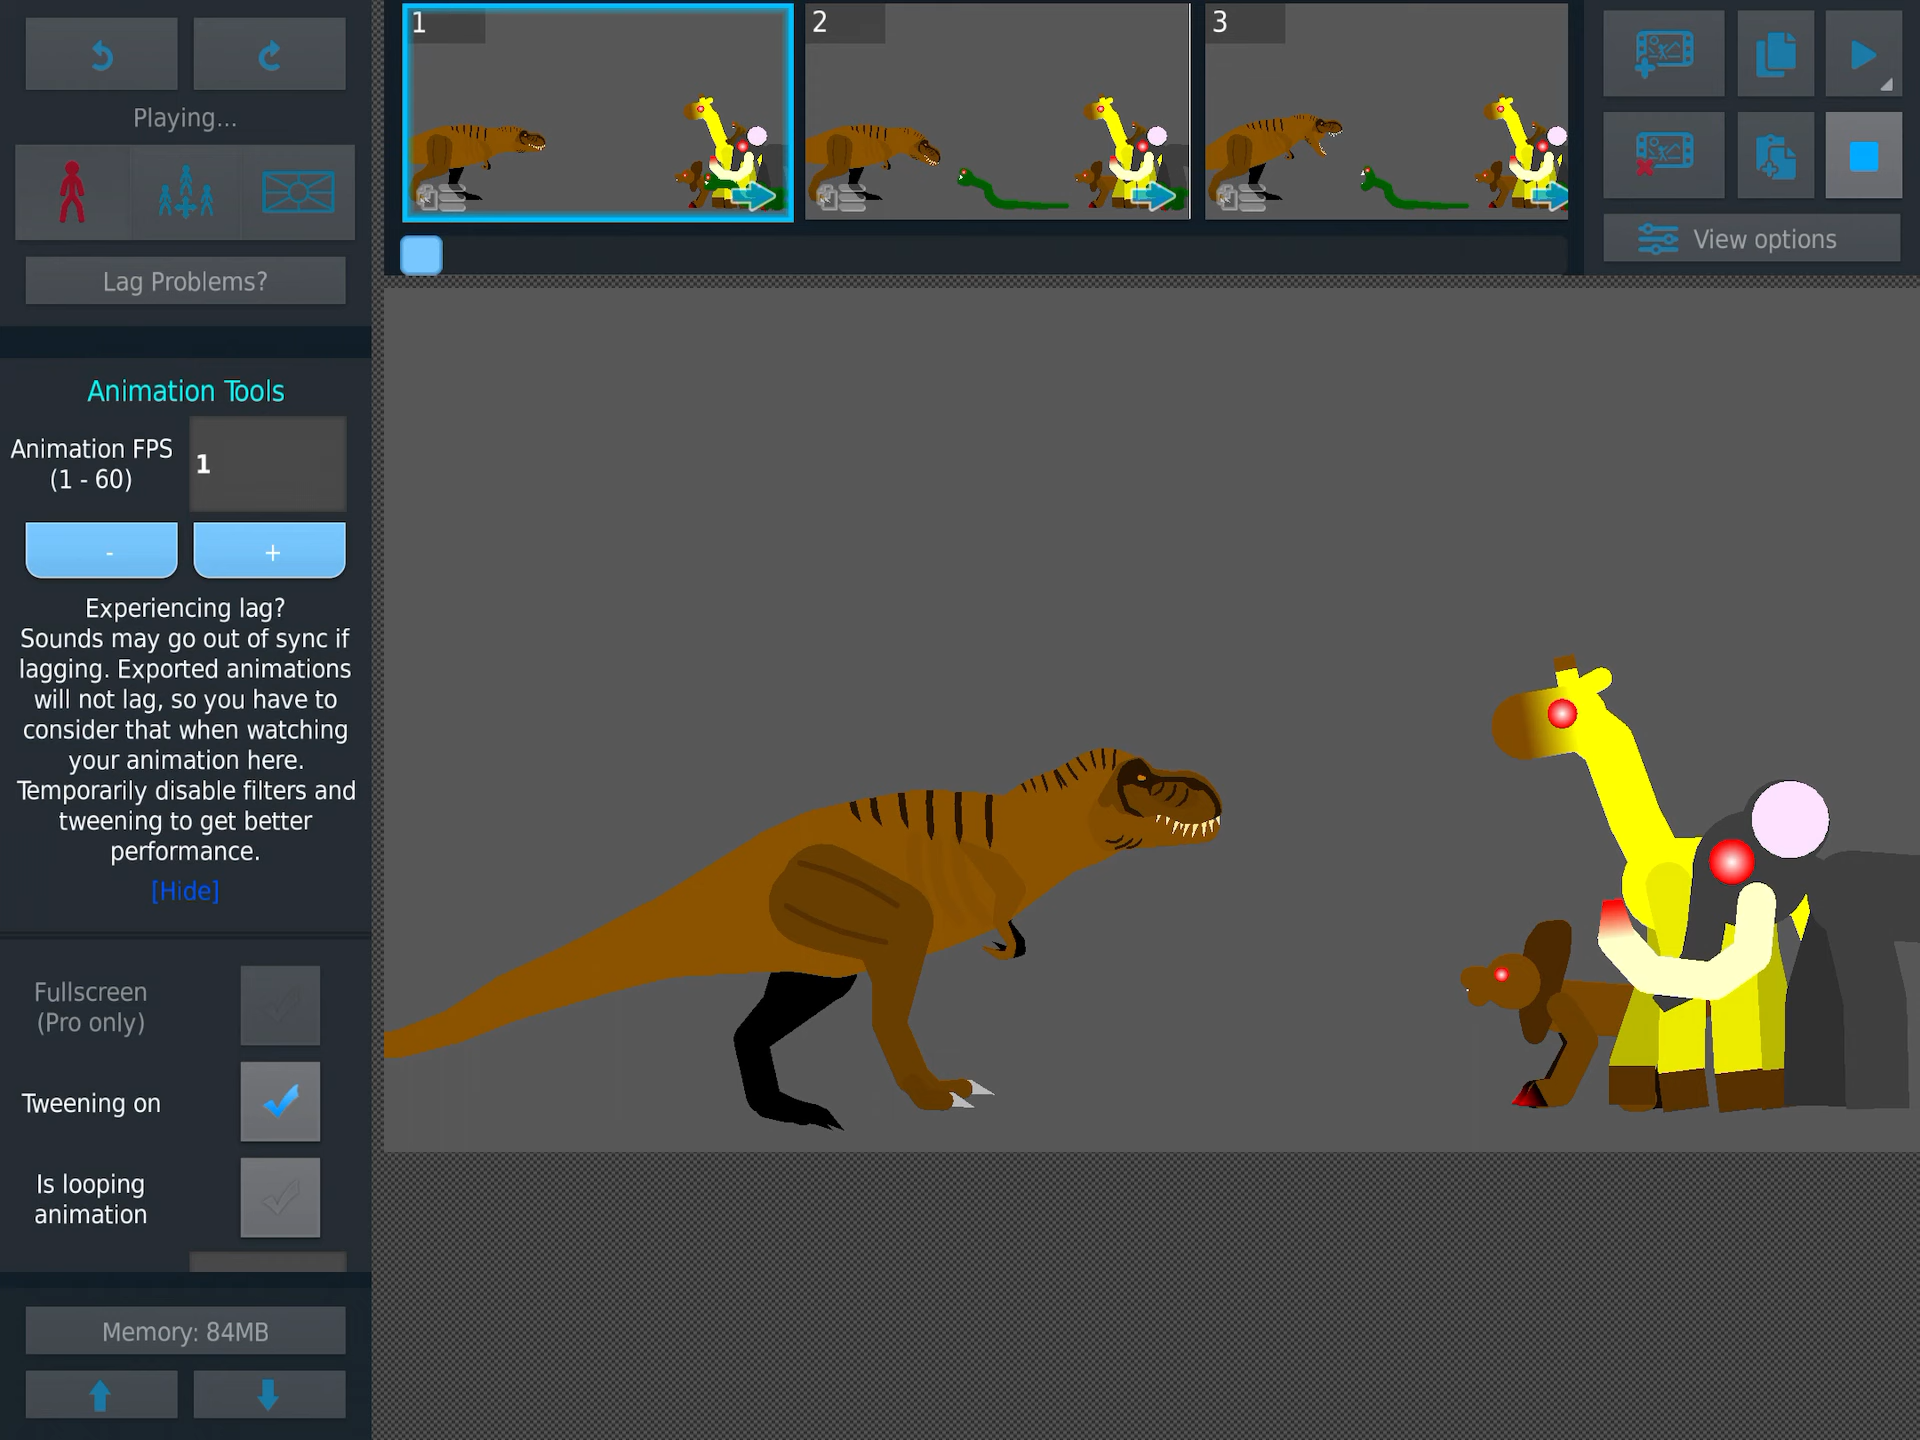 1
2
3
Playing...
Lag Problems?
View options
Animation Tools
Animation FPS
(1 - 60)
1
-
+
Experiencing lag?
Sounds may go out of sync if
lagging. Exported animations
will not lag, so you have to
consider that when watching
your animation here.
Temporarily disable filters and
tweening to get better
performance.
[Hide]
Fullscreen
(Pro only)
Tweening on
Is looping
animation
Memory: 84MB